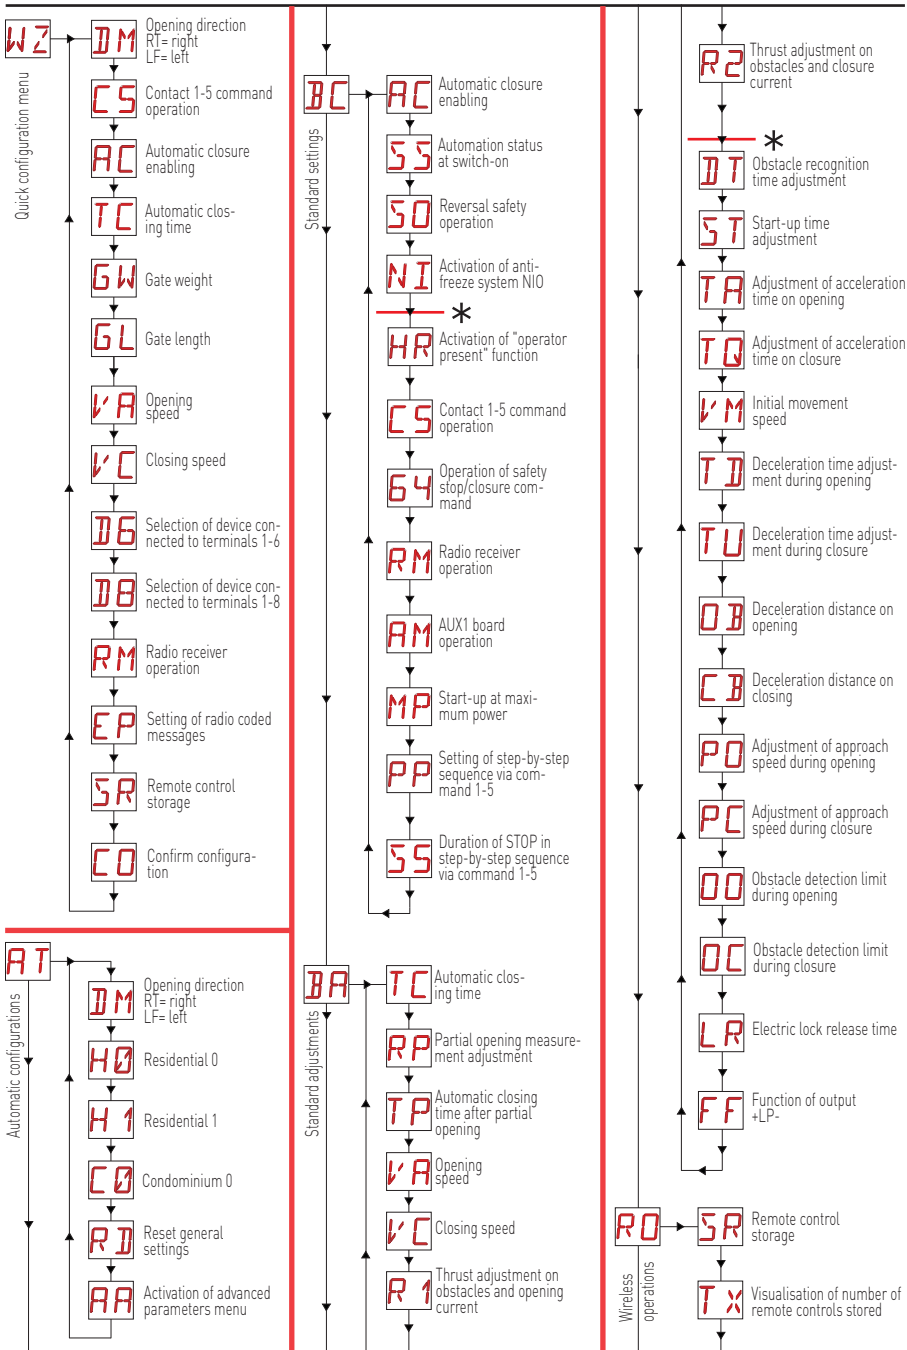 WZ
Quick configuration menu
DM
Opening direction
RT= right
LF= left
CS
Contact 1-5 command
operation
AC
Automatic closure
enabling
TC
Automatic clos-
ing time
GW
Gate weight
GL
Gate length
VA
Opening
speed
VC
Closing speed
D6
Selection of device con-
nected to terminals 1-6
D8
Selection of device con-
nected to terminals 1-8
RM
Radio receiver
operation
EP
Setting of radio coded
messages
SR
Remote control
storage
CO
Confirm configura-
tion
AT
Automatic configurations
DM
Opening direction
RT= right
LF= left
H0
Residential 0
H1
Residential 1
C0
Condominium 0
RD
Reset general
settings
AA
Activation of advanced
parameters menu
BC
Standard settings
AC
Automatic closure
enabling
SS
Automation status
at switch-on
SO
Reversal safety
operation
NI
Activation of anti-
freeze system NIO
*
HR
Activation of "operator
present" function
CS
Contact 1-5 command
operation
64
Operation of safety
stop/closure com-
mand
RM
Radio receiver
operation
AM
AUX1 board
operation
MP
Start-up at maxi-
mum power
PP
Setting of step-by-step
sequence via com-
mand 1-5
S5
Duration of STOP in
step-by-step sequence
via command 1-5
BA
Standard adjustments
TC
Automatic clos-
ing time
RP
Partial opening measure-
ment adjustment
TP
Automatic closing
time after partial
opening
VA
Opening
speed
VC
Closing speed
R1
Thrust adjustment on
obstacles and opening
current
R2
Thrust adjustment on
obstacles and closure
current
*
DT
Obstacle recognition
time adjustment
ST
Start-up time
adjustment
TA
Adjustment of acceleration
time on opening
TQ
Adjustment of acceleration
time on closure
VM
Initial movement
speed
TD
Deceleration time adjust-
ment during opening
TU
Deceleration time adjust-
ment during closure
OB
Deceleration distance on
opening
CB
Deceleration distance on
closing
PO
Adjustment of approach
speed during opening
PC
Adjustment of approach
speed during closure
OO
Obstacle detection limit
during opening
OC
Obstacle detection limit
during closure
LR
Electric lock release time
FF
Function of output
+LP-
RO
Wireless
operations
SR
Remote control
storage
TX
Visualisation of number of
remote controls stored